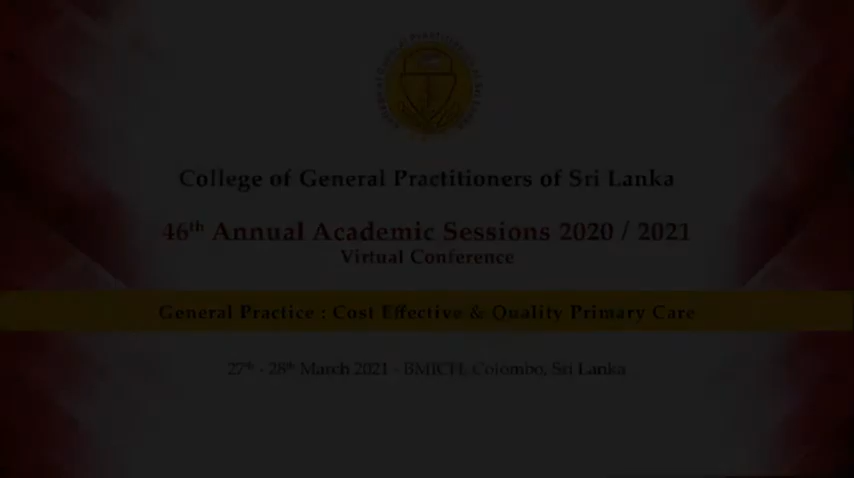 College of General Practitioners of Sri Lanka
46th Annual Academic Sessions 2020 / 2021
Virtual Conference
General Practice : Cost Effective & Quality Primary Care
27th - 28th March 2021 - BMICH, Colombo, Sri Lanka